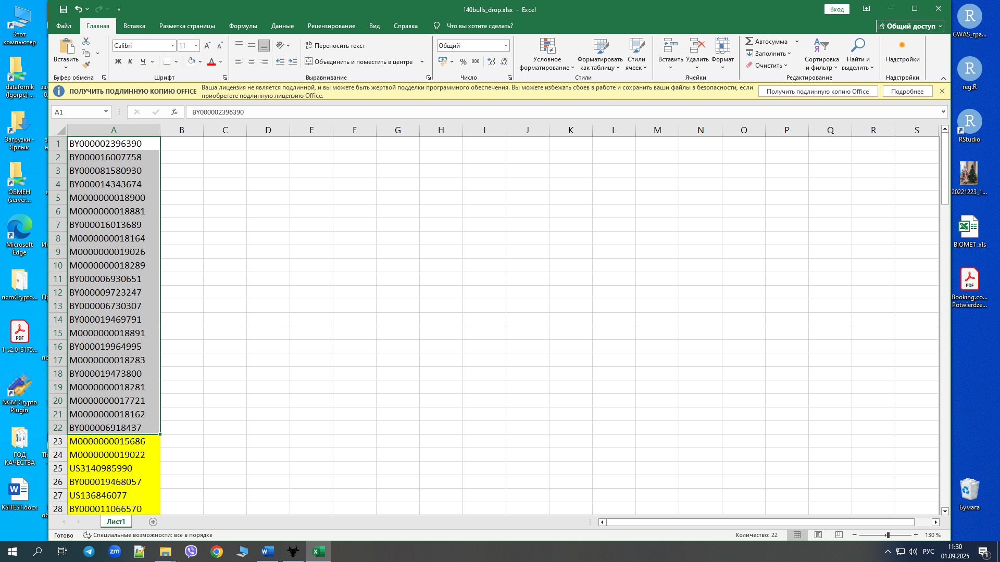 140bulls_drop.xlsx - Excel
Вход
Файл
Главная
Вставка
Разметка страницы
Формулы
Данные
Рецензирование
Вид
Справка
Что вы хотите сделать?
Общий доступ
Вставить
Буфер обмена
Calibri
11
Ж К Ч
Шрифт
Переносить текст
Объединить и поместить в центре
Выравнивание
Общий
% 000
Число
Условное форматирование
Форматировать как таблицу
Стили ячеек
Стили
Вставить
Удалить
Формат
Ячейки
Автосумма
Заполнить
Очистить
Сортировка и фильтр
Найти и выделить
Редактирование
Надстройки
Надстройки
ПОЛУЧИТЬ ПОДЛИННУЮ КОПИЮ OFFICE
Ваша лицензия не является подлинной, и вы можете быть жертвой подделки программного обеспечения. Вы можете избежать сбоев в работе и сохранить ваши файлы в безопасности, если
приобретете подлинную лицензию Office.
Получить подлинную копию Office
Подробнее
A1
fx
BY000002396390
A B C D E F G H I J K L M N O P Q R S
1 BY000002396390
2 BY000016007758
3 BY000081580930
4 BY000014343674
5 M0000000018900
6 M0000000018881
7 BY000016013689
8 M0000000018164
9 M0000000019026
10 M0000000018289
11 BY000006930651
12 BY000009723247
13 BY000006730307
14 BY000019469791
15 M0000000018891
16 BY000019964995
17 M0000000018283
18 BY000019473800
19 M0000000018281
20 M0000000017721
21 M0000000018162
22 BY000006918437
23 M0000000015686
24 M0000000019022
25 US3140985990
26 BY000019468057
27 US136846077
28 BY000011066570
Лист1
Готово
Специальные возможности: все в порядке
Количество: 22
130 %
Этот
компьютер
datafornik
(Igorpc) ...
Загрузки -
Ярлык
ОБМЕН
(server...
Microsoft
Edge
ncmCrypto...
PDF
1-s2.0-S175...
NCM Crypto
Plugin
ГОД
КАЧЕСТВА
KSITEST.docx
GWAS_гра...
reg.R
RStudio
20221223_1...
BIOMET .xls
PDF
Booking.co...
Potwierdze...
Бумага
zm
РУС
11:30
01.09.2025
1